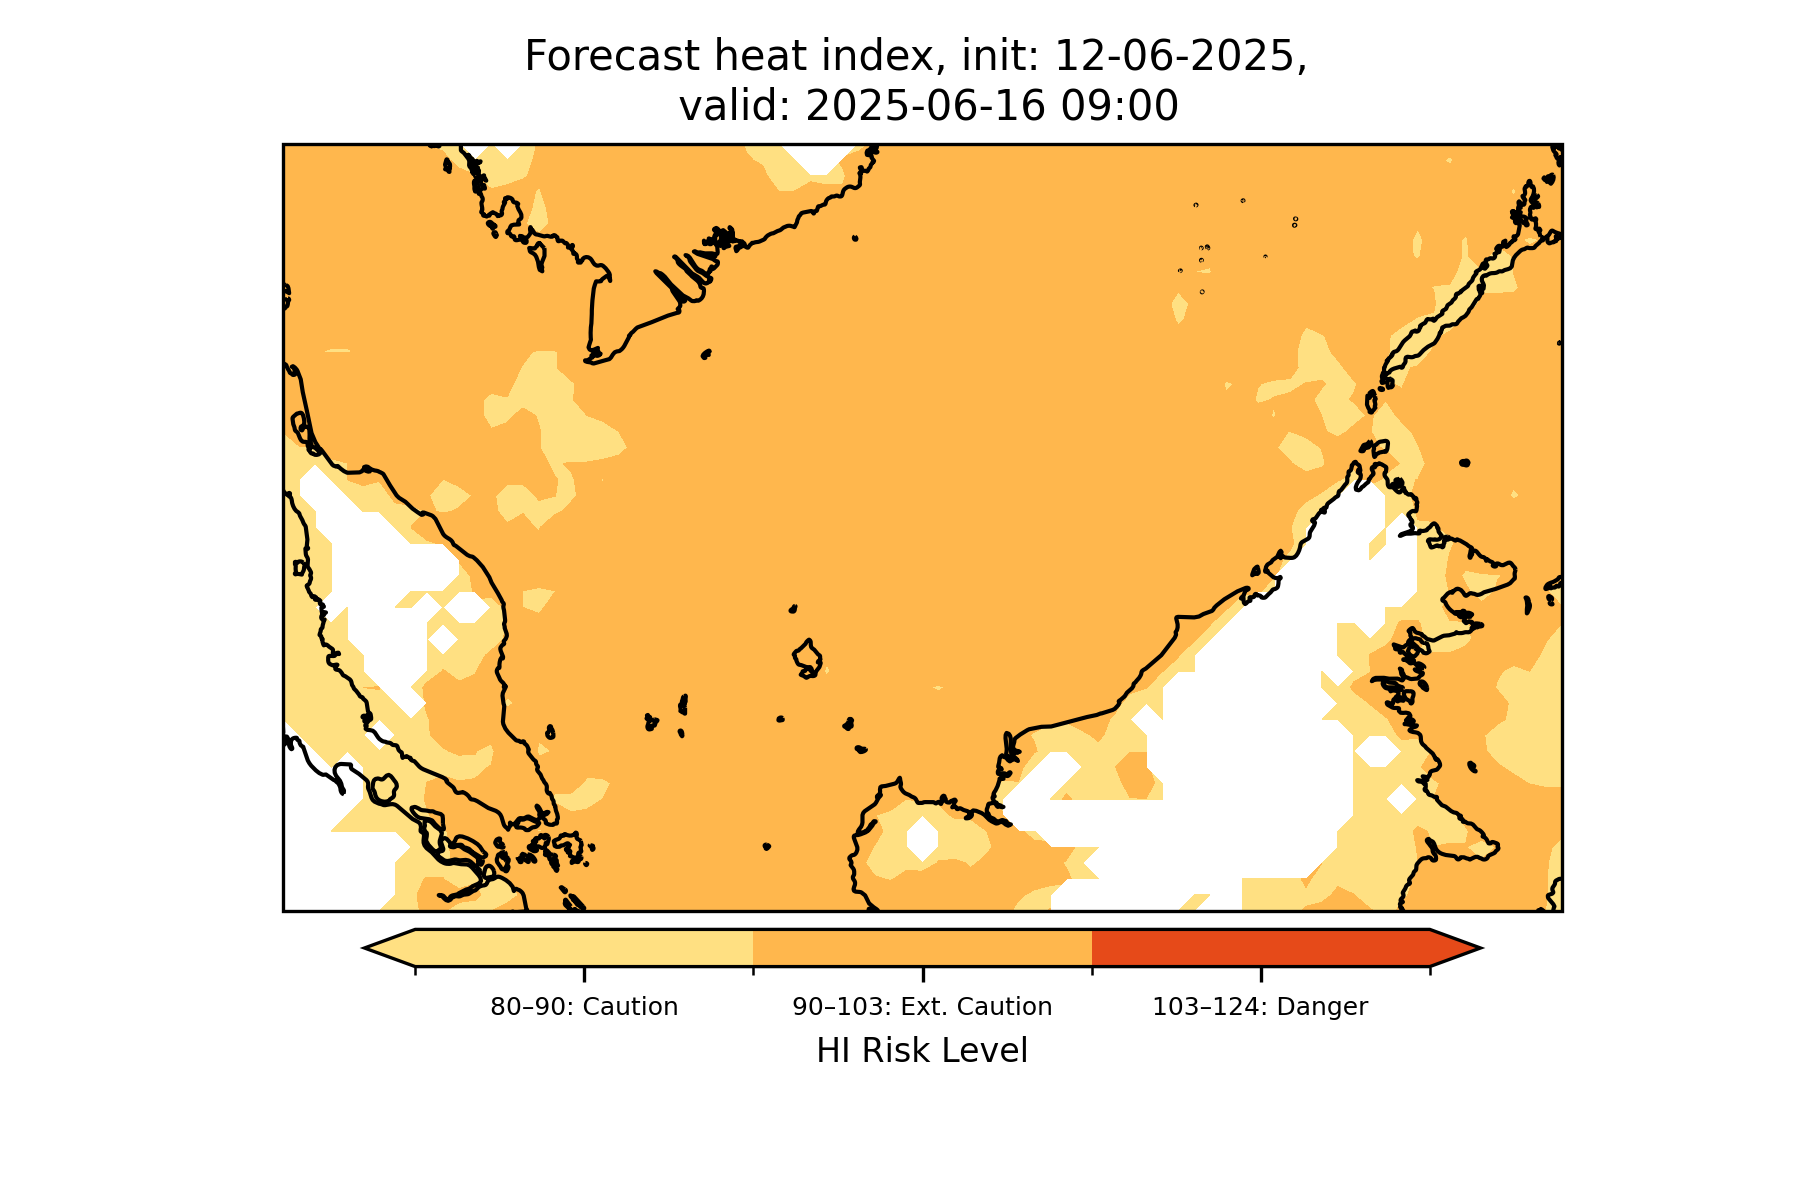 Forecast heat index, init: 12-06-2025,
valid: 2025-06-16 09:00
80–90: Caution
90–103: Ext. Caution
103–124: Danger
HI Risk Level